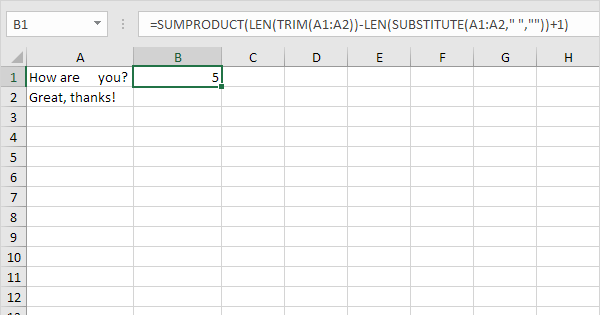 B1 =SUMPRODUCT(LEN(TRIM(A1:A2))-LEN(SUBSTITUTE(A1:A2," ",""))+1)
A B C D E F G H
1 How are     you? 5
2 Great, thanks!
3
4
5
6
7
8
9
10
11
12